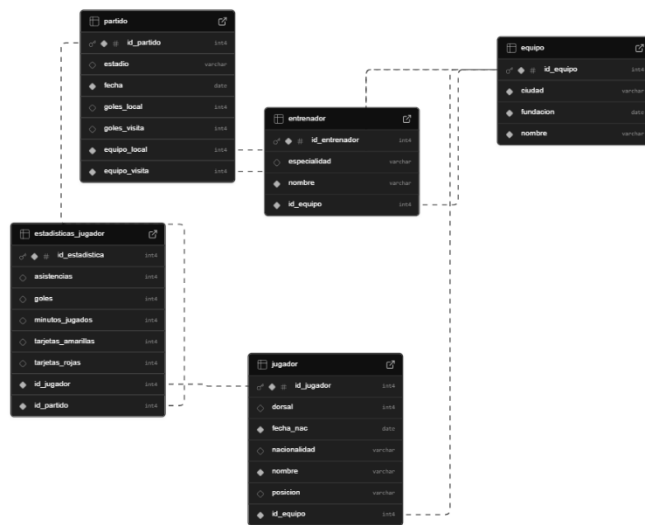 partido
id_partido int4
estadio varchar
fecha date
goles_local int4
goles_visita int4
equipo_local int4
equipo_visita int4
entrenador
id_entrenador int4
especialidad varchar
nombre varchar
id_equipo int4
equipo
id_equipo int4
ciudad varchar
fundacion date
nombre varchar
estadisticas_jugador
id_estadistica int4
asistencias int4
goles int4
minutos_jugados int4
tarjetas_amarillas int4
tarjetas_rojas int4
id_jugador int4
id_partido int4
jugador
id_jugador int4
dorsal int4
fecha_nac date
nacionalidad varchar
nombre varchar
posicion varchar
id_equipo int4